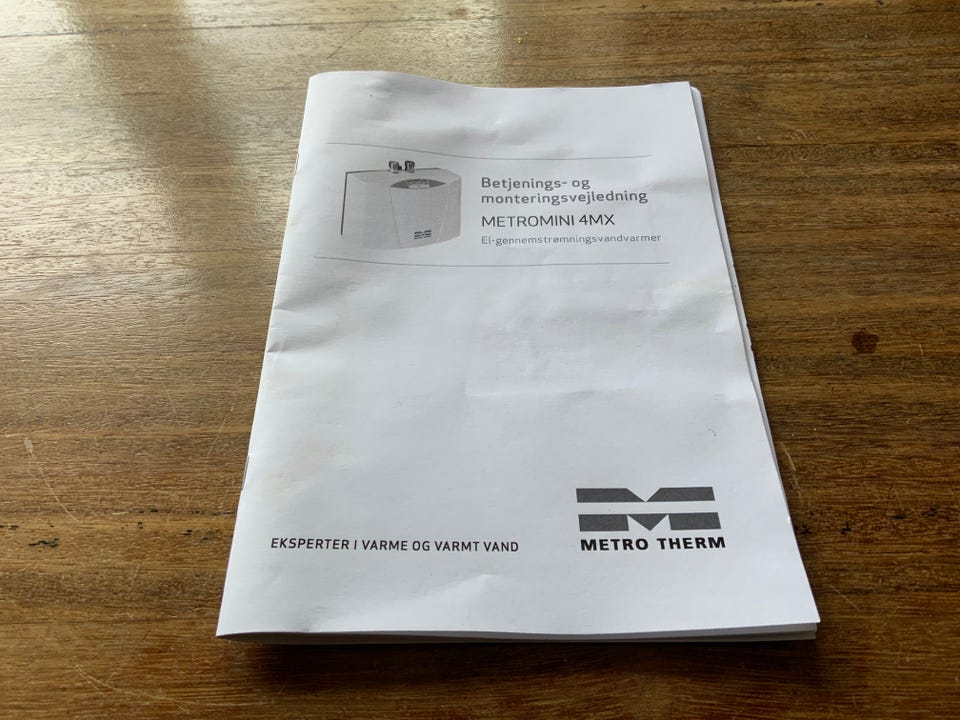 Betjenings- og
monteringsvejledning
METROMINI 4MX
El-gennemstrømningsvandvarmer
EKSPERTER I VARME OG VARMT VAND
METRO THERM